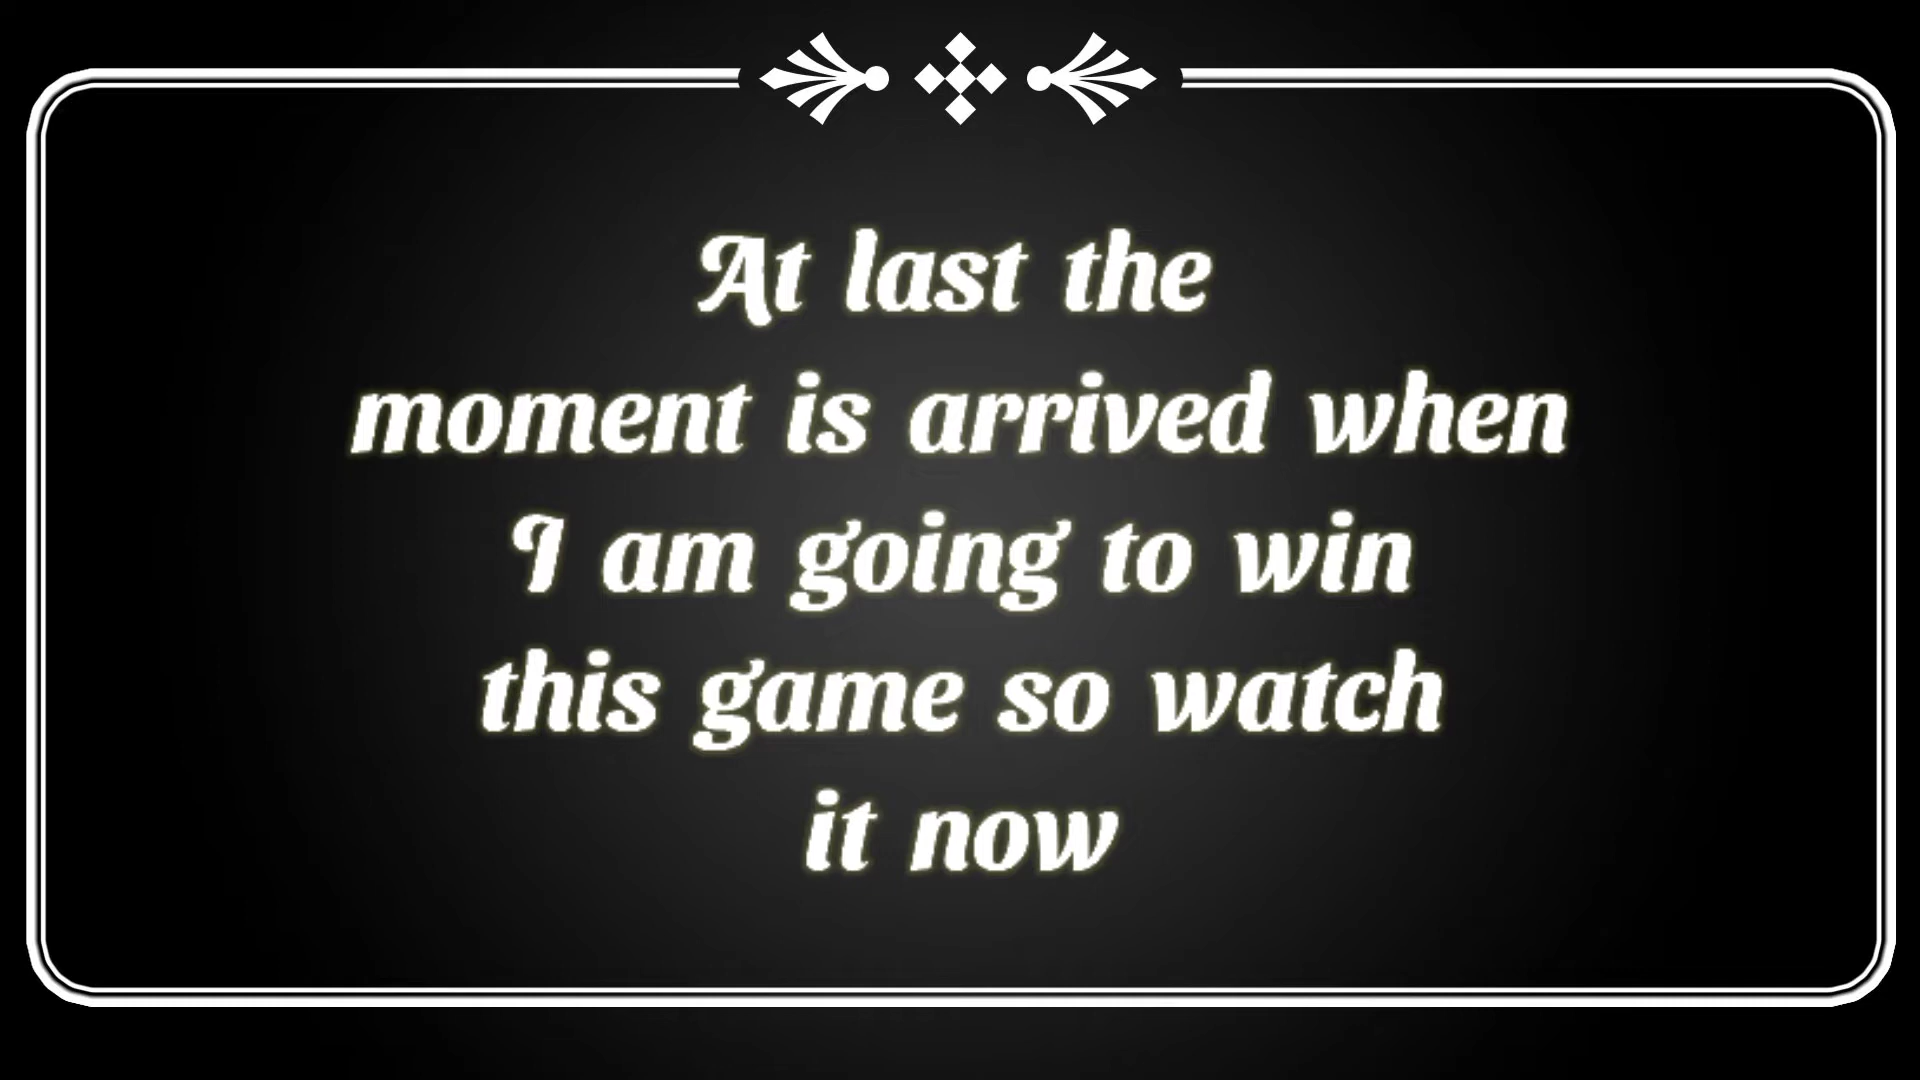 At last the
moment is arrived when
I am going to win
this game so watch
it now